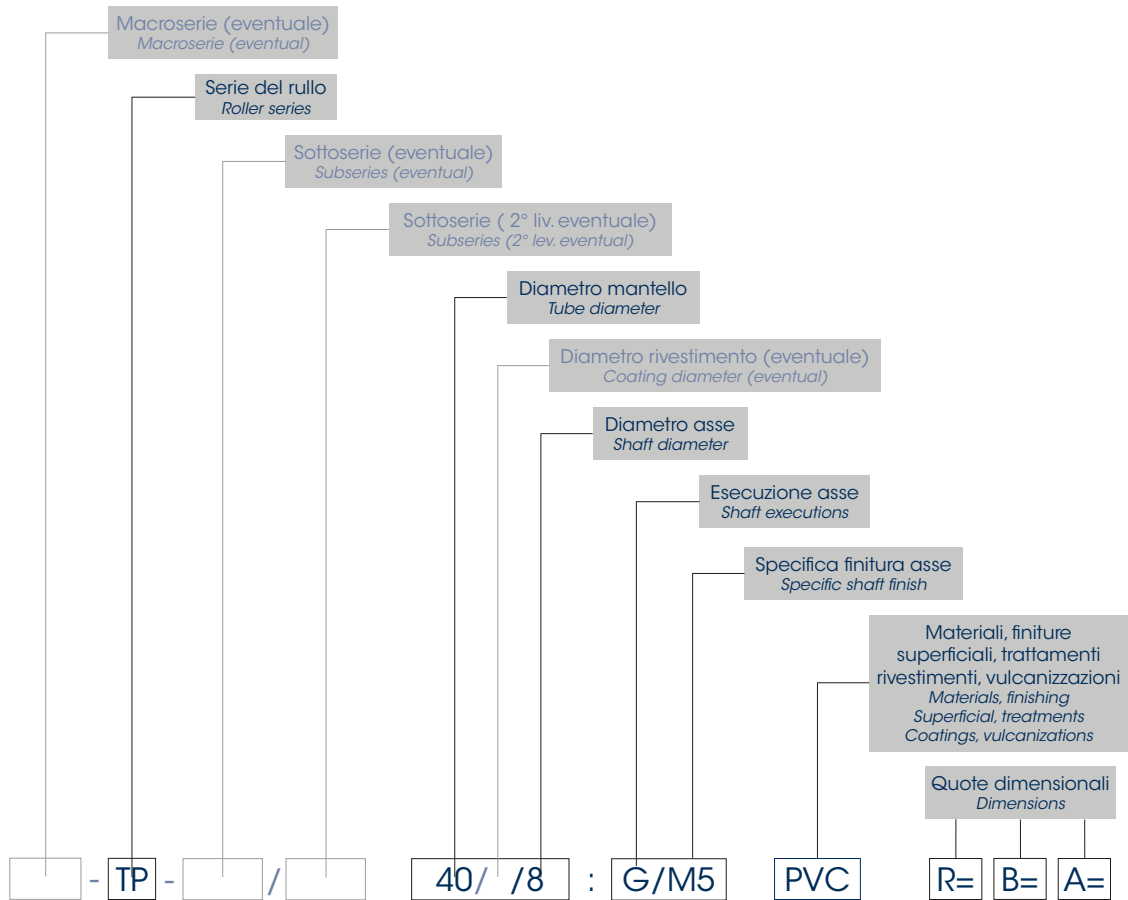 Macroserie (eventuale)
Macroserie (eventual)
Serie del rullo
Roller series
Sottoserie (eventuale)
Subseries (eventual)
Sottoserie ( 2° liv. eventuale)
Subseries (2° lev. eventual)
Diametro mantello
Tube diameter
Diametro rivestimento (eventuale)
Coating diameter (eventual)
Diametro asse
Shaft diameter
Esecuzione asse
Shaft executions
Specifica finitura asse
Specific shaft finish
Materiali, finiture
superficiali, trattamenti
rivestimenti, vulcanizzazioni
Materials, finishing
Superficial, treatments
Coatings, vulcanizations
Quote dimensionali
Dimensions
- TP - / 40/ /8 : G/M5 PVC R= B= A=